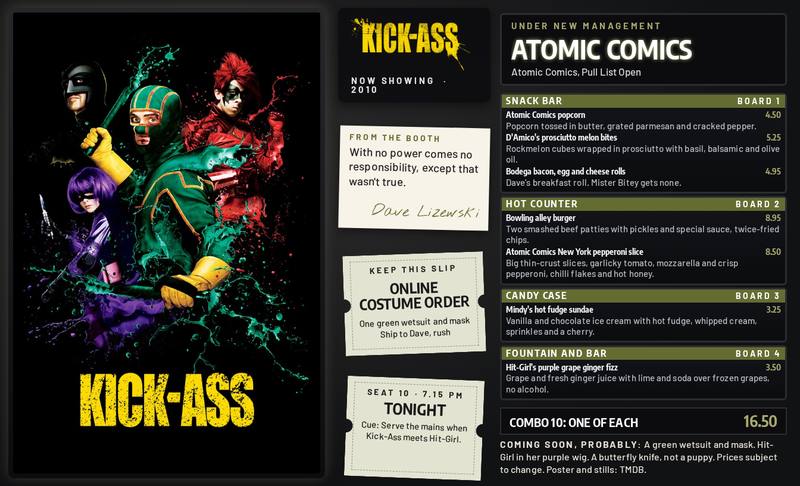 KICK-ASS
KICK-ASS
NOW SHOWING ·
2010
FROM THE BOOTH
With no power comes no
responsibility, except that
wasn't true.
Dave Lizewski
KEEP THIS SLIP
ONLINE
COSTUME ORDER
One green wetsuit and mask
Ship to Dave, rush
SEAT 10 · 7.15 PM
TONIGHT
Cue: Serve the mains when
Kick-Ass meets Hit-Girl.
UNDER NEW MANAGEMENT
ATOMIC COMICS
Atomic Comics, Pull List Open
SNACK BAR BOARD 1
Atomic Comics popcorn 4.50
Popcorn tossed in butter, grated parmesan and cracked pepper.
D'Amico's prosciutto melon bites 5.25
Rockmelon cubes wrapped in prosciutto with basil, balsamic and olive
oil.
Bodega bacon, egg and cheese rolls 4.95
Dave's breakfast roll. Mister Bitey gets none.
HOT COUNTER BOARD 2
Bowling alley burger 8.95
Two smashed beef patties with pickles and special sauce, twice-fried
chips.
Atomic Comics New York pepperoni slice 8.50
Big thin-crust slices, garlicky tomato, mozzarella and crisp
pepperoni, chilli flakes and hot honey.
CANDY CASE BOARD 3
Mindy's hot fudge sundae 3.25
Vanilla and chocolate ice cream with hot fudge, whipped cream,
sprinkles and a cherry.
FOUNTAIN AND BAR BOARD 4
Hit-Girl's purple grape ginger fizz 3.50
Grape and fresh ginger juice with lime and soda over frozen grapes,
no alcohol.
COMBO 10: ONE OF EACH 16.50
COMING SOON, PROBABLY: A green wetsuit and mask. Hit-
Girl in her purple wig. A butterfly knife, not a puppy. Prices subject
to change. Poster and stills: TMDB.